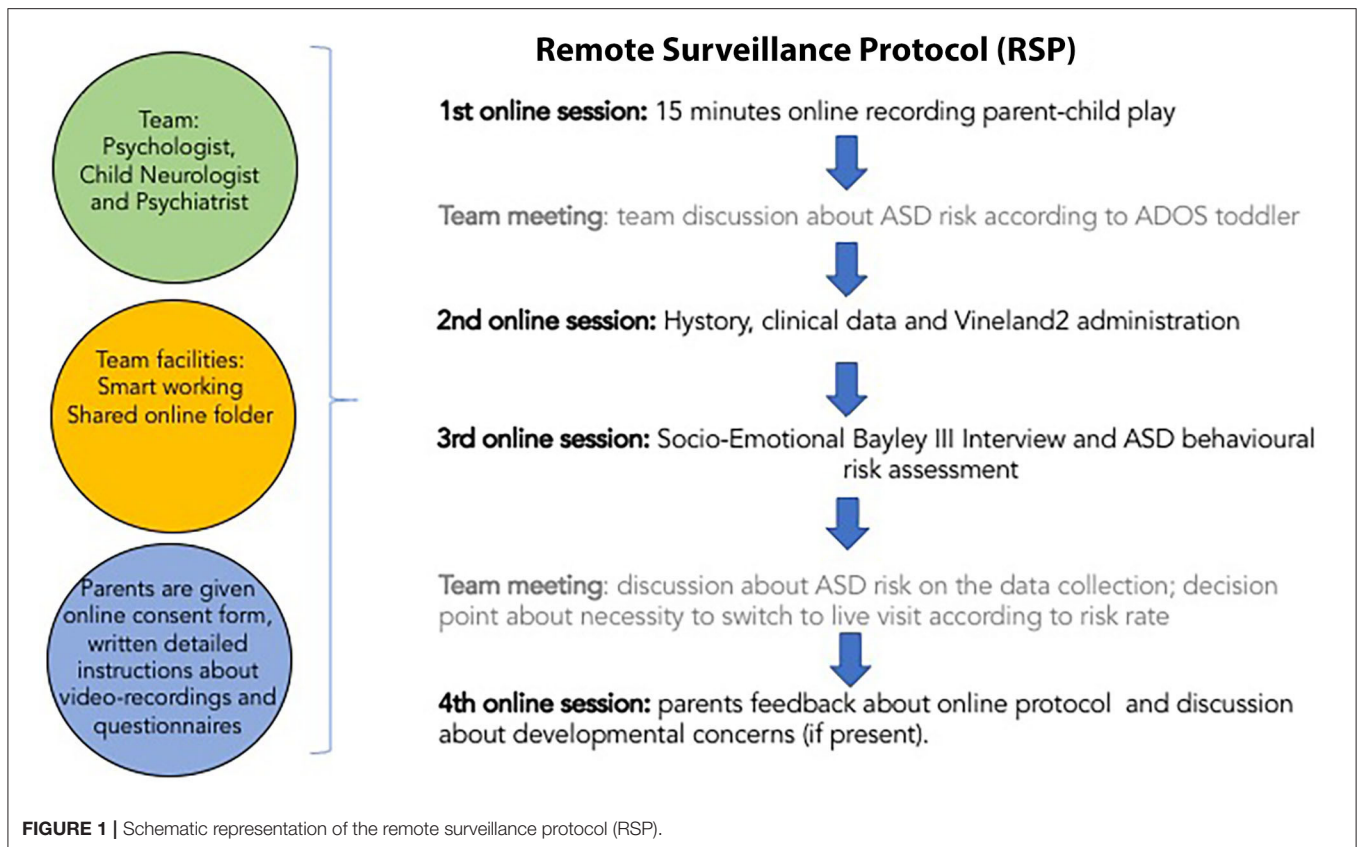 Remote Surveillance Protocol (RSP)
Team:
Psychologist,
Child Neurologist
and Psychiatrist
Team facilities:
Smart working
Shared online folder
Parents are given
online consent form,
written detailed
instructions about
video-recordings and
questionnaires
1st online session: 15 minutes online recording parent-child play
Team meeting: team discussion about ASD risk according to ADOS toddler
2nd online session: Hystory, clinical data and Vineland2 administration
3rd online session: Socio-Emotional Bayley III Interview and ASD behavioural
risk assessment
Team meeting: discussion about ASD risk on the data collection; decision
point about necessity to switch to live visit according to risk rate
4th online session: parents feedback about online protocol and discussion
about developmental concerns (if present).
FIGURE 1 | Schematic representation of the remote surveillance protocol (RSP).